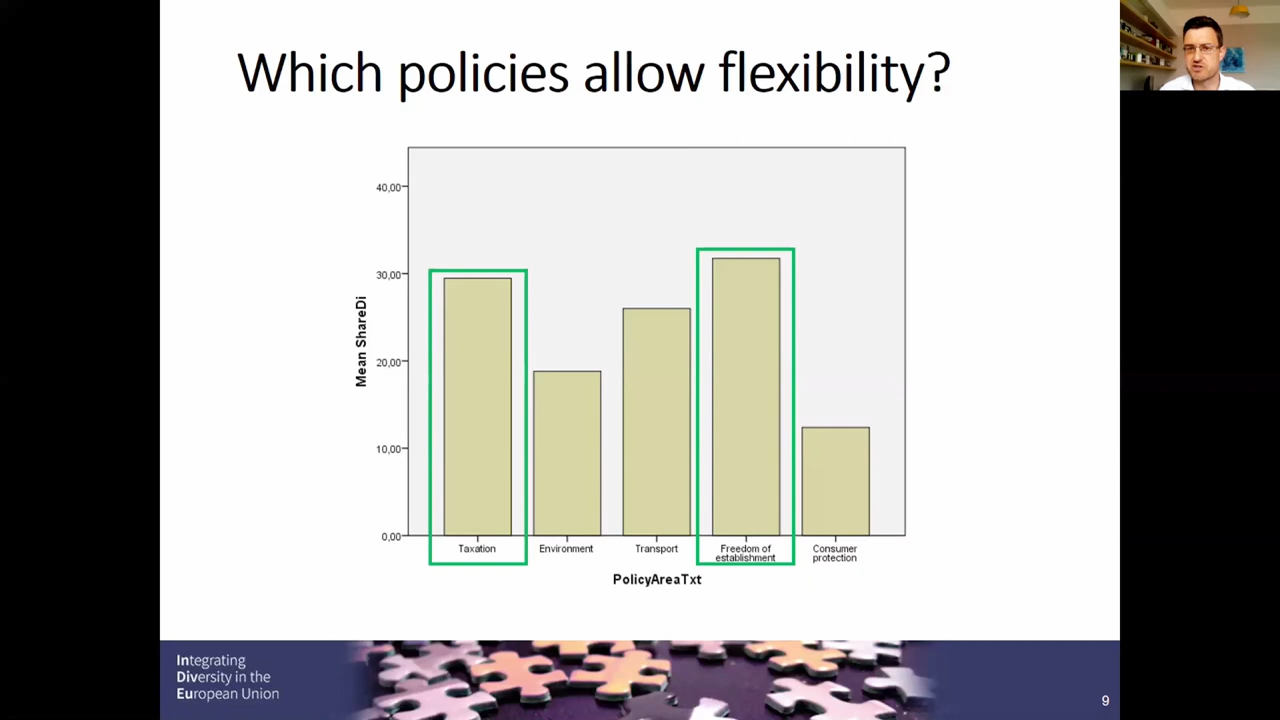 Which policies allow flexibility?
40,00
30,00
20,00
10,00
0,00
Mean ShareDi
Taxation
Environment
Transport
Freedom of
establishment
Consumer
protection
PolicyAreaTxt
Integrating
Diversity in the
European Union
9